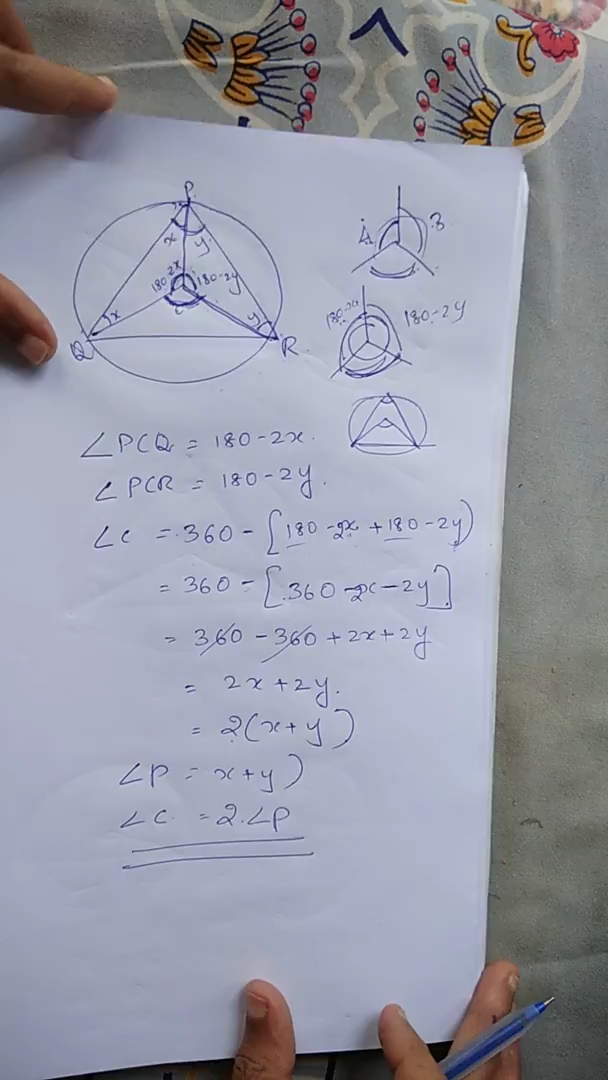 P
x y
180-2x 180-2y
C
x y
Q R
A B
180-2x 180-2y
∠PCQ = 180-2x.
∠PCR = 180-2y.
∠C = 360-[180-2x+180-2y)
= 360-[360-2x-2y]
= 360-360+2x+2y
= 2x+2y.
= 2(x+y)
∠P = x+y)
∠C. = 2.∠P